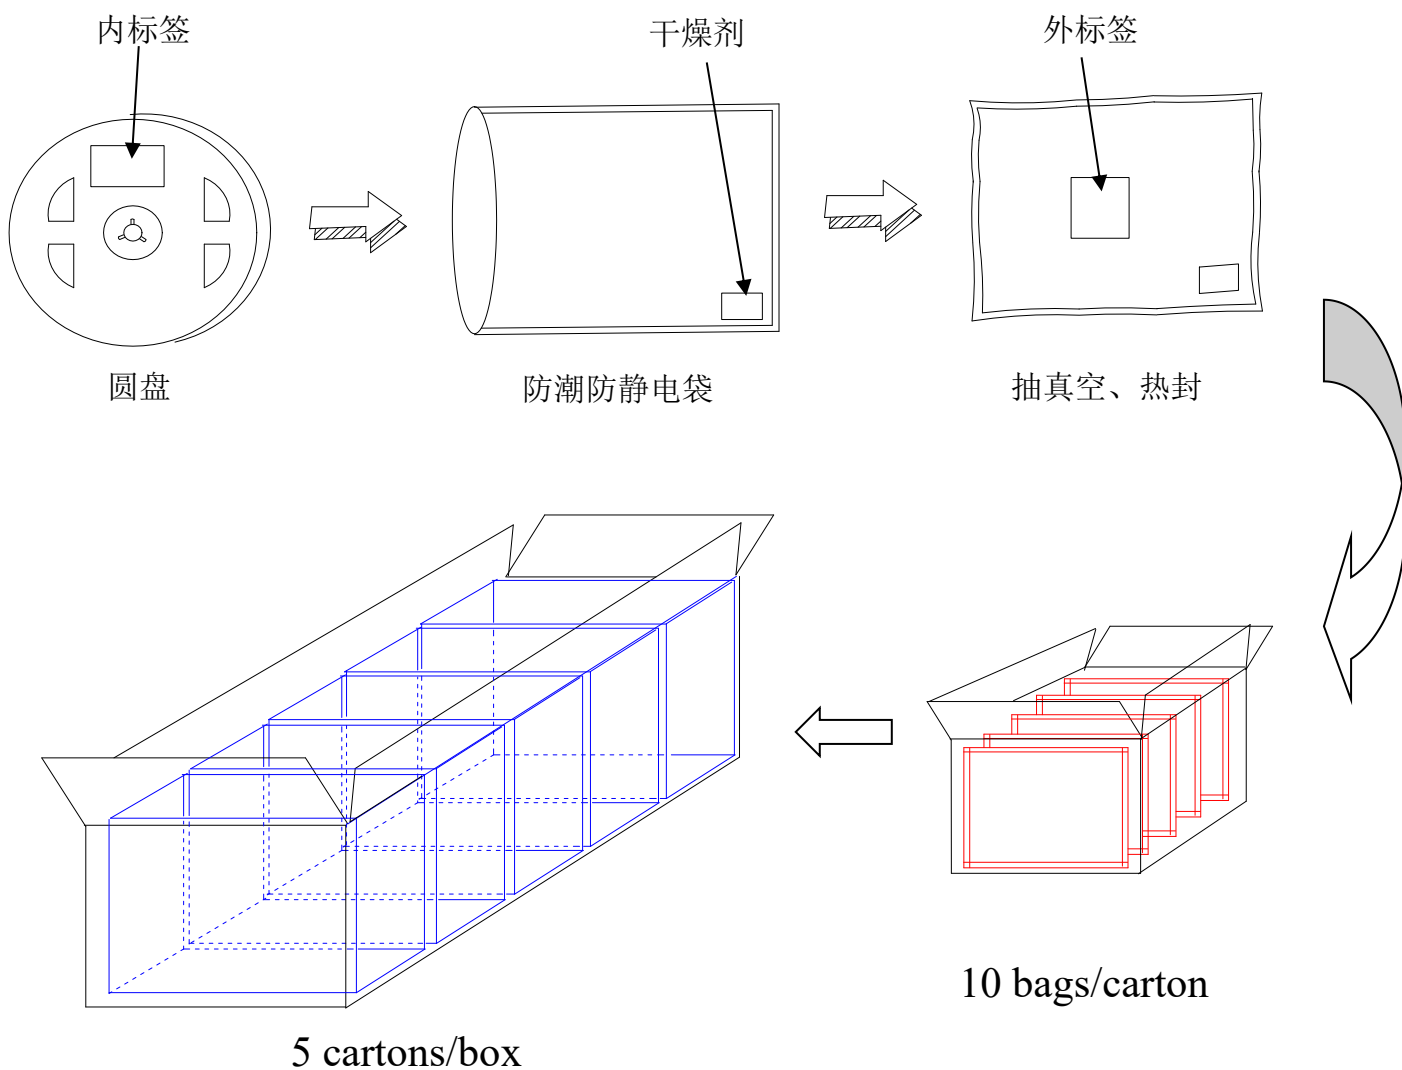 内标签
干燥剂
外标签
圆盘
防潮防静电袋
抽真空、热封
10 bags/carton
5 cartons/box